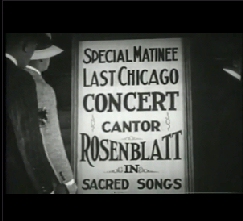 SPECIAL MATINEE
LAST CHICAGO
CONCERT
CANTOR
ROSENBLATT
IN
SACRED SONGS